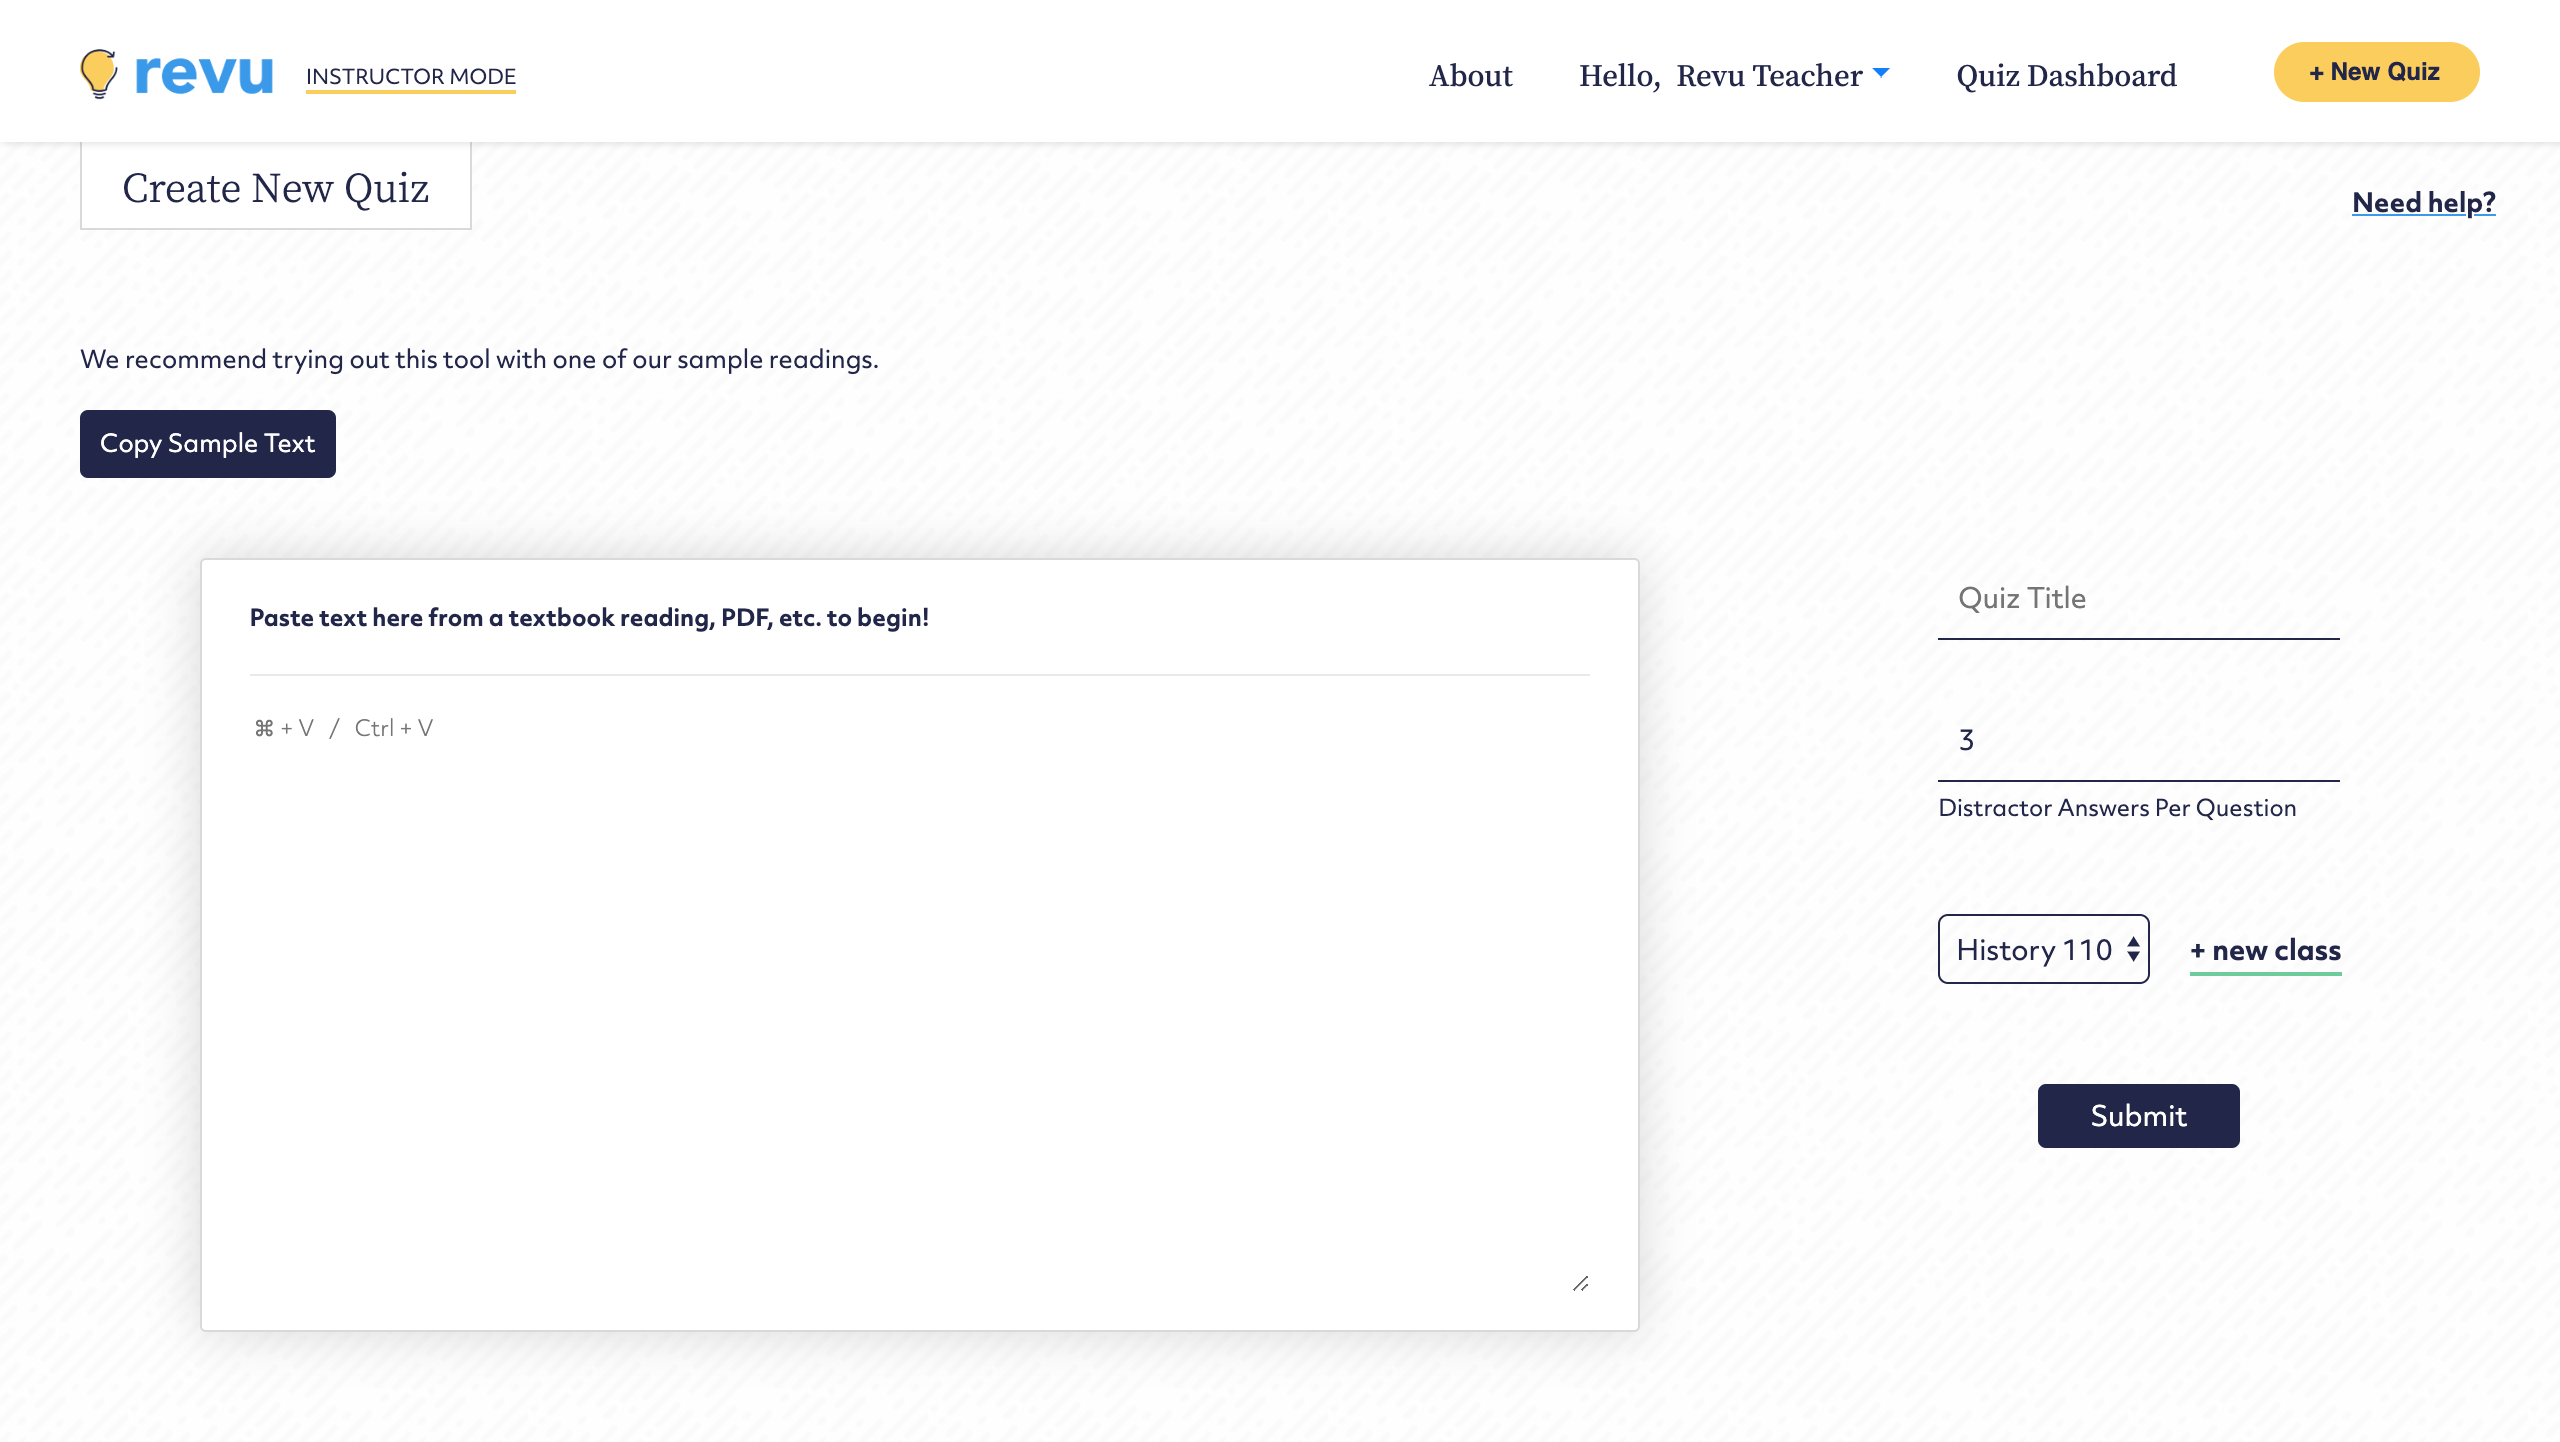 revu INSTRUCTOR MODE About Hello, Revu Teacher Quiz Dashboard + New Quiz
Create New Quiz
Need help?
We recommend trying out this tool with one of our sample readings.
Copy Sample Text
Paste text here from a textbook reading, PDF, etc. to begin!
⌘ + V / Ctrl + V
Quiz Title
3
Distractor Answers Per Question
History 110 + new class
Submit